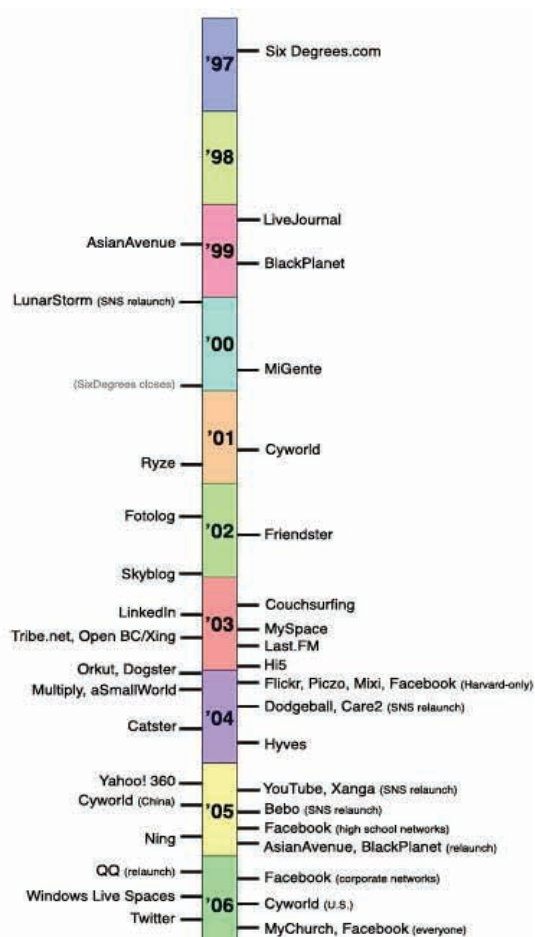 '97
Six Degrees.com
'98
LiveJournal
AsianAvenue
'99
BlackPlanet
LunarStorm (SNS relaunch)
'00
MiGente
(SixDegrees closes)
'01
Cyworld
Ryze
Fotolog
'02
Friendster
Skyblog
Couchsurfing
LinkedIn
'03
MySpace
Tribe.net, Open BC/Xing
Last.FM
Hi5
Orkut, Dogster
Flickr, Piczo, Mixi, Facebook (Harvard-only)
Multiply, aSmallWorld
Dodgeball, Care2 (SNS relaunch)
'04
Catster
Hyves
Yahoo! 360
YouTube, Xanga (SNS relaunch)
Cyworld (China)
'05
Bebo (SNS relaunch)
Facebook (high school networks)
Ning
AsianAvenue, BlackPlanet (relaunch)
QQ (relaunch)
Facebook (corporate networks)
Windows Live Spaces
'06
Cyworld (U.S.)
Twitter
MyChurch, Facebook (everyone)